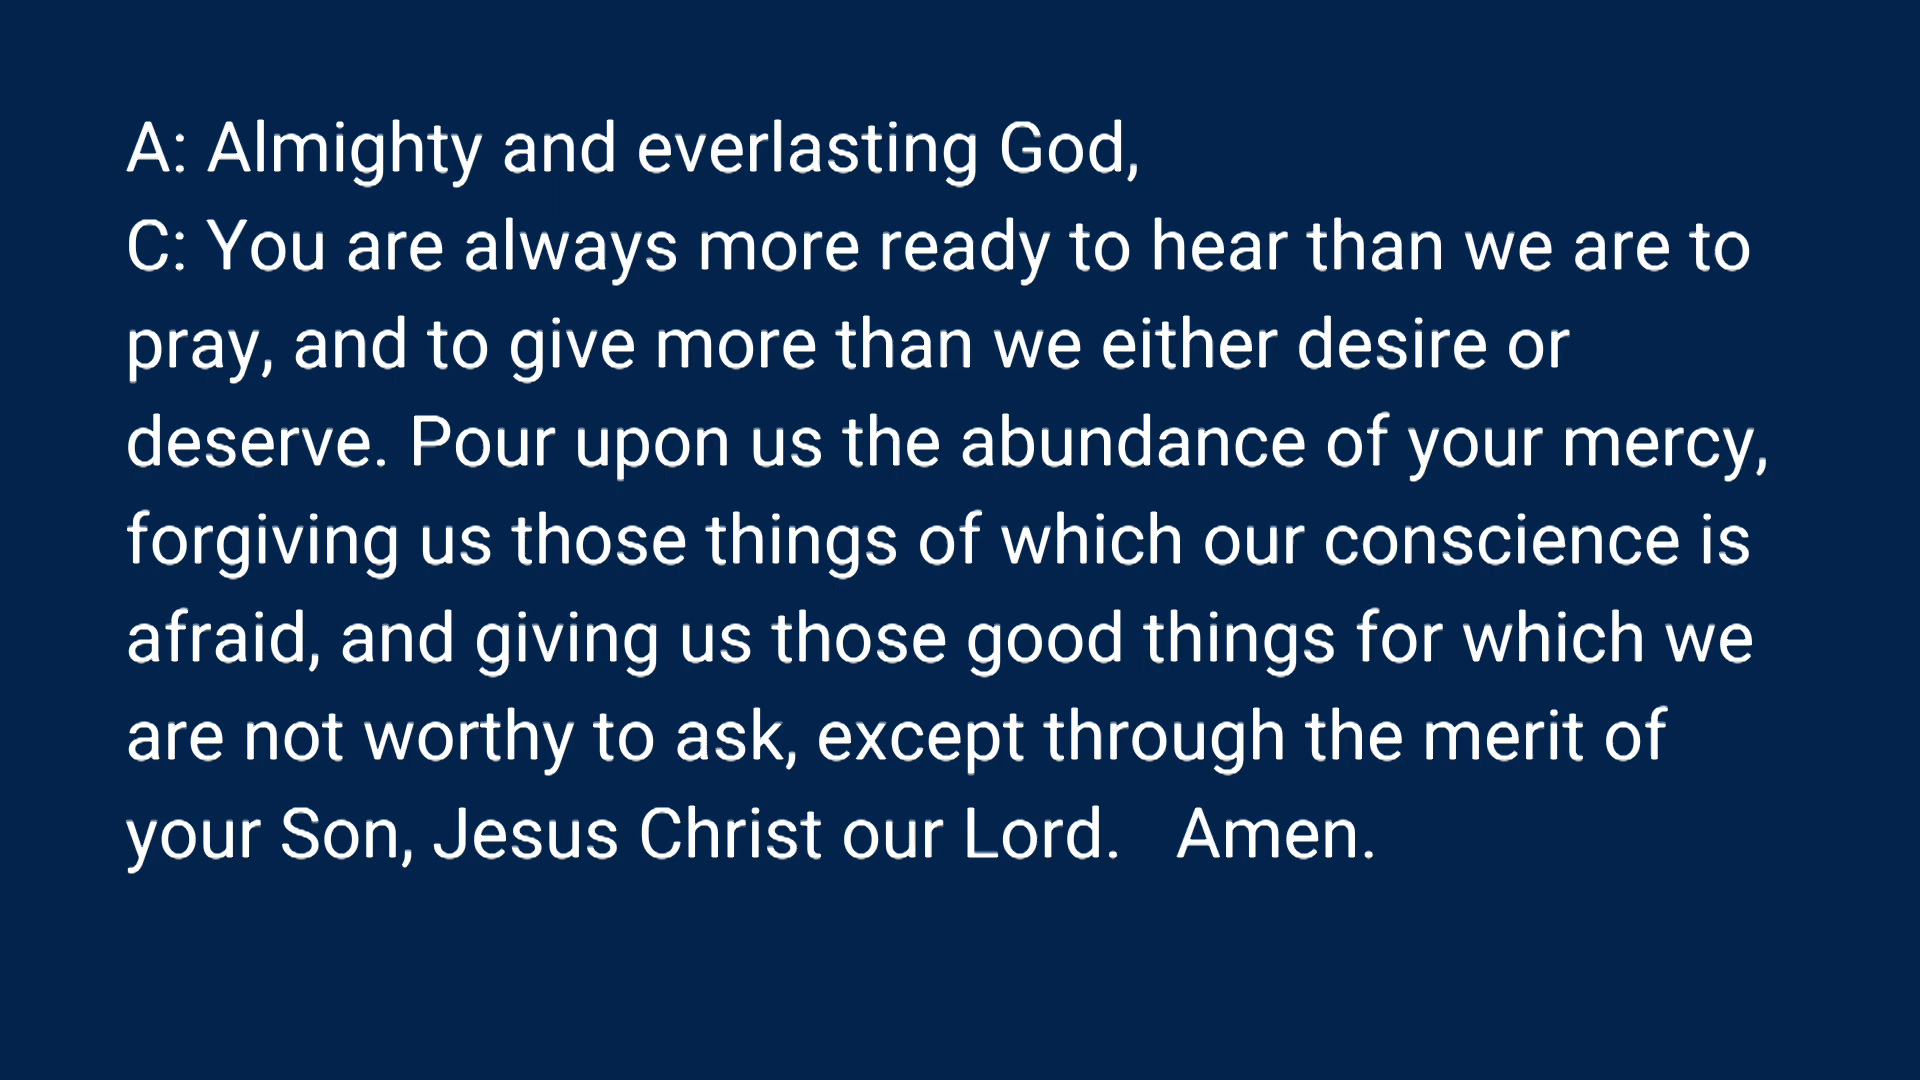 A: Almighty and everlasting God,
C: You are always more ready to hear than we are to
pray, and to give more than we either desire or
deserve. Pour upon us the abundance of your mercy,
forgiving us those things of which our conscience is
afraid, and giving us those good things for which we
are not worthy to ask, except through the merit of
your Son, Jesus Christ our Lord.   Amen.